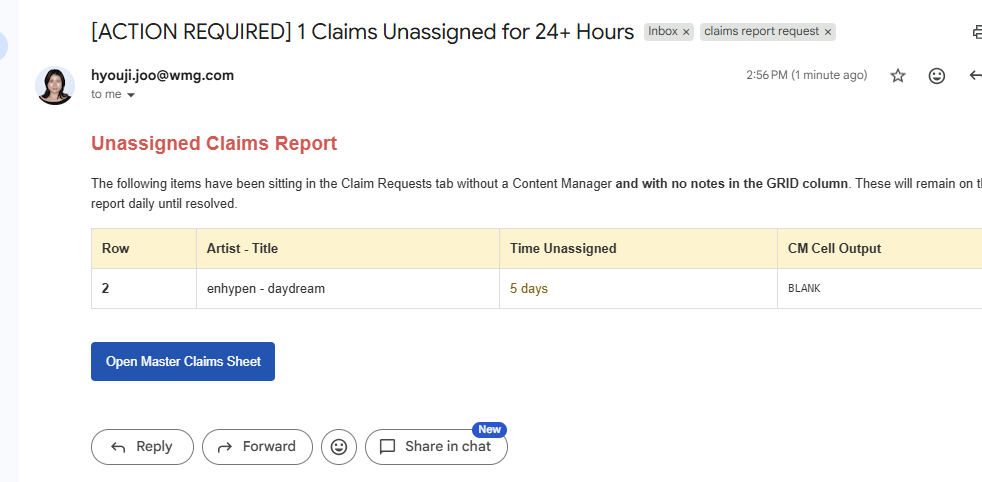 [ACTION REQUIRED] 1 Claims Unassigned for 24+ Hours Inbox × claims report request ×
hyouji.joo@wmg.com 2:56 PM (1 minute ago)
to me
Unassigned Claims Report
The following items have been sitting in the Claim Requests tab without a Content Manager and with no notes in the GRID column. These will remain on
report daily until resolved.
Row Artist - Title Time Unassigned CM Cell Output
2 enhypen - daydream 5 days BLANK
Open Master Claims Sheet
New
Reply Forward Share in chat